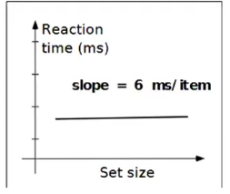 Reaction
time (ms)
slope = 6 ms/item
Set size